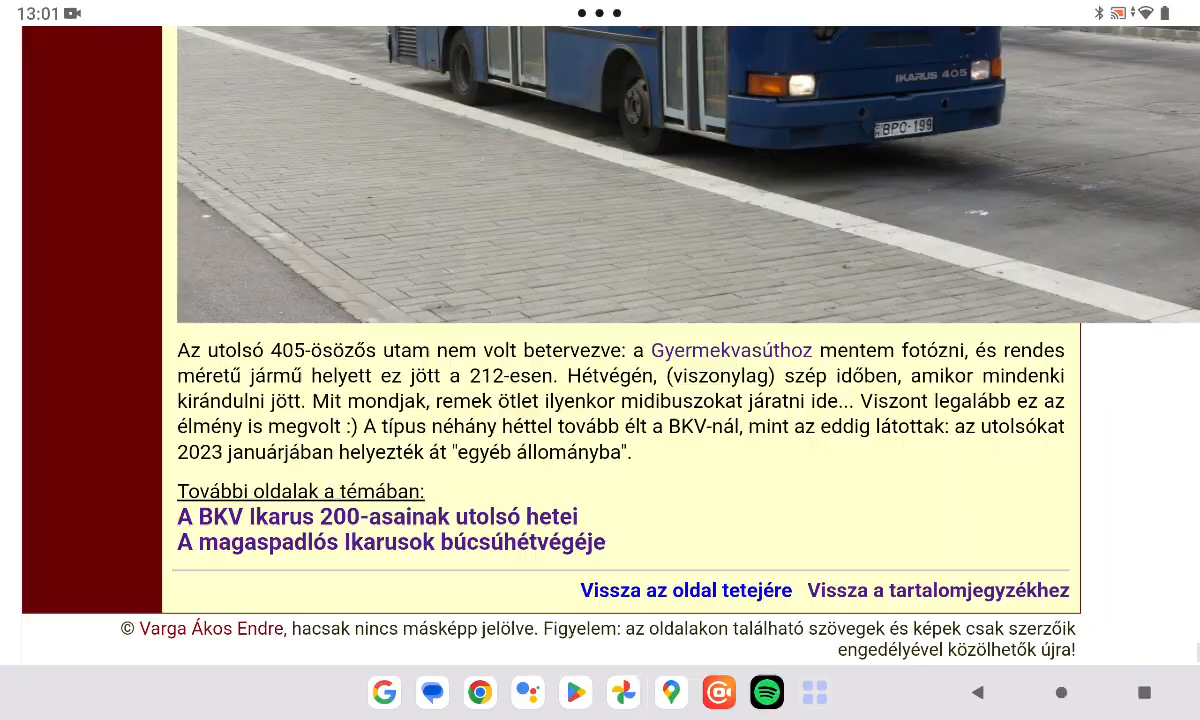 13:01
IKARUS 405
BPO-199
Az utolsó 405-ösözős utam nem volt betervezve: a Gyermekvasúthoz mentem fotózni, és rendes
méretű jármű helyett ez jött a 212-esen. Hétvégén, (viszonylag) szép időben, amikor mindenki
kirándulni jött. Mit mondjak, remek ötlet ilyenkor midibuszokat járatni ide... Viszont legalább ez az
élmény is megvolt :) A típus néhány héttel tovább élt a BKV-nál, mint az eddig látottak: az utolsókat
2023 januárjában helyezték át "egyéb állományba".
További oldalak a témában:
A BKV Ikarus 200-asainak utolsó hetei
A magaspadlós Ikarusok búcsúhétvégéje
Vissza az oldal tetejére Vissza a tartalomjegyzékhez
© Varga Ákos Endre, hacsak nincs másképp jelölve. Figyelem: az oldalakon található szövegek és képek csak szerzőik
engedélyével közölhetők újra!